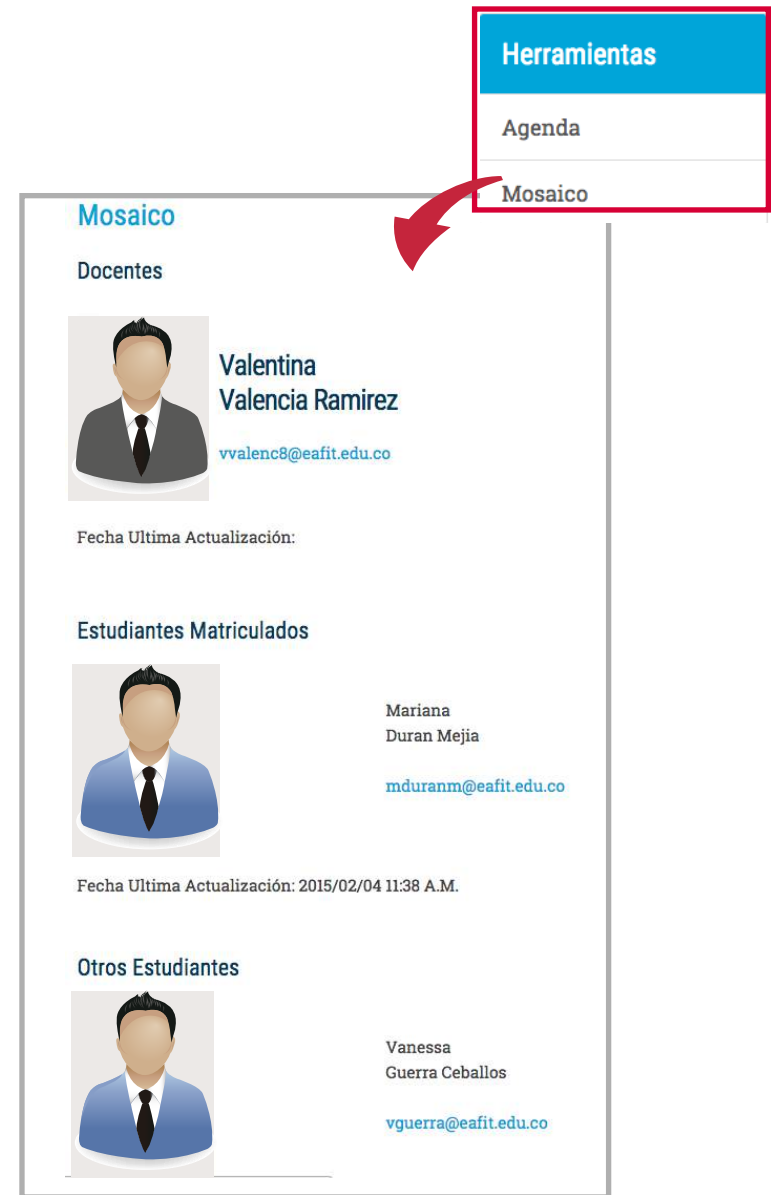 Herramientas
Agenda
Mosaico
Mosaico
Docentes
Valentina
Valencia Ramirez
vvalenc8@eafit.edu.co
Fecha Ultima Actualización:
Estudiantes Matriculados
Mariana
Duran Mejia
mduranm@eafit.edu.co
Fecha Ultima Actualización: 2015/02/04 11:38 A.M.
Otros Estudiantes
Vanessa
Guerra Ceballos
vguerra@eafit.edu.co